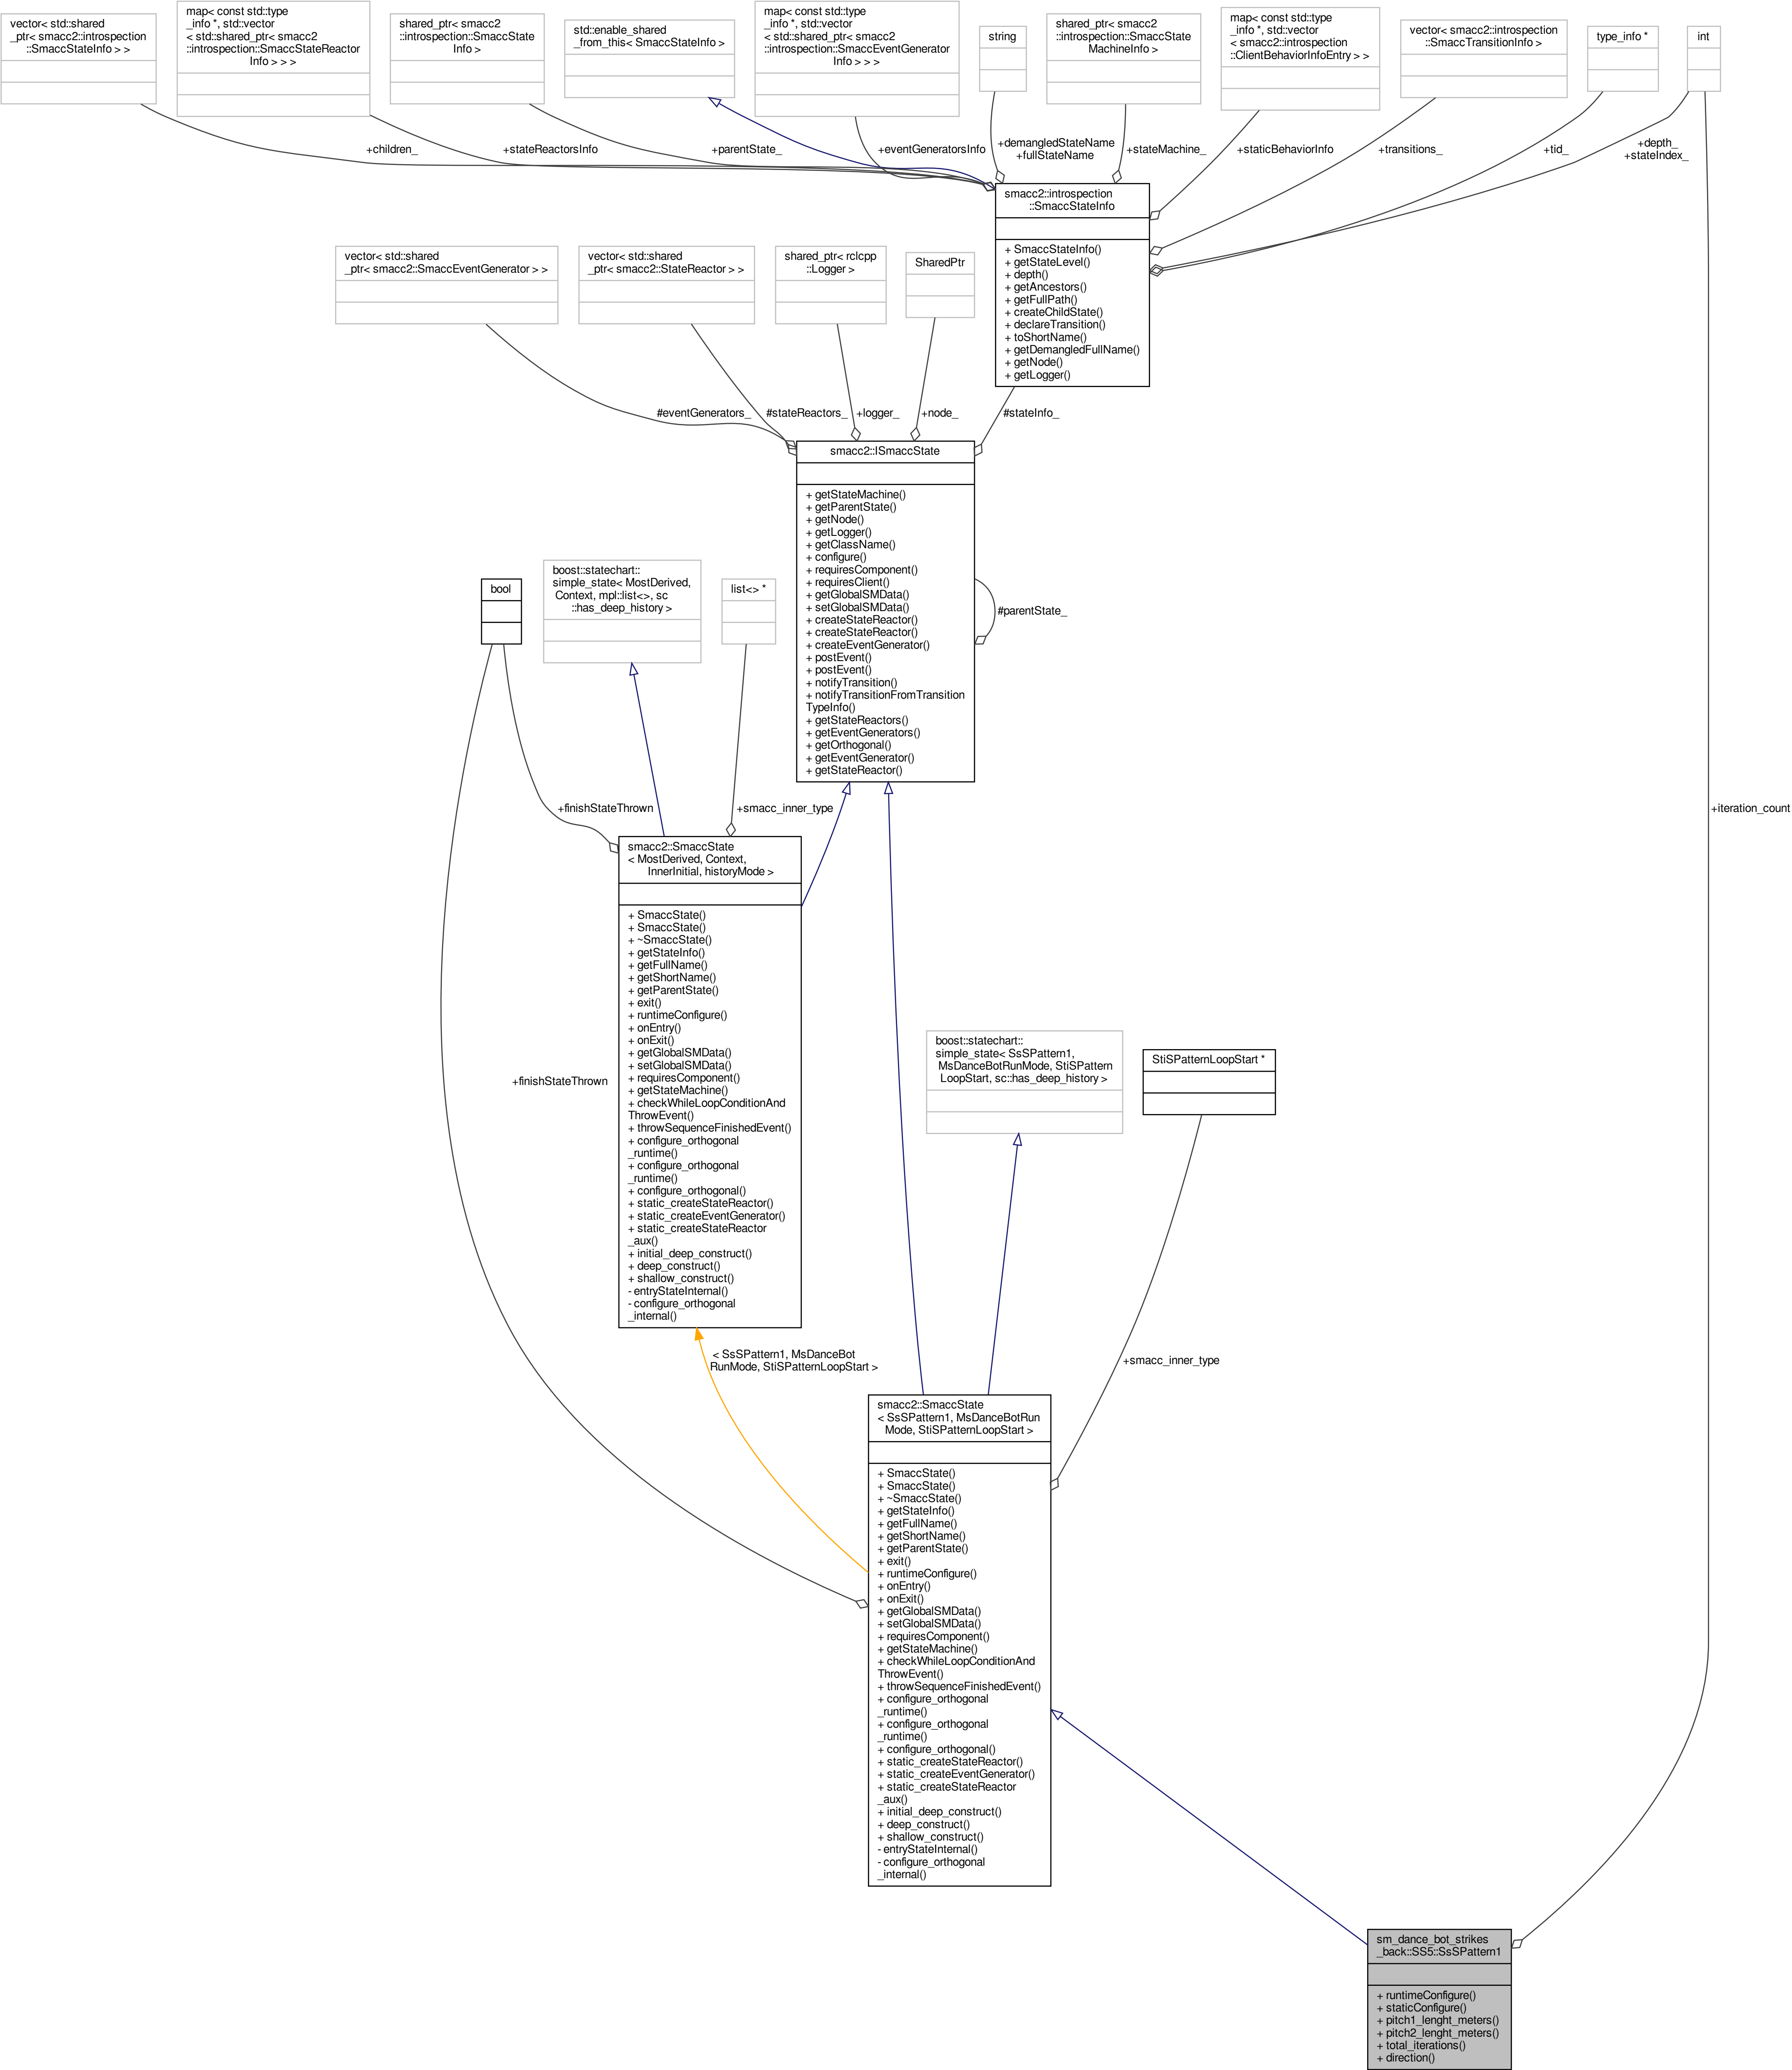 vector< std::shared
_ptr< smacc2::introspection
::SmaccStateInfo > >
map< const std::type
_info *, std::vector
< std::shared_ptr< smacc2
::introspection::SmaccStateReactor
Info > > >
shared_ptr< smacc2
::introspection::SmaccState
Info >
std::enable_shared
_from_this< SmaccStateInfo >
map< const std::type
_info *, std::vector
< std::shared_ptr< smacc2
::introspection::SmaccEventGenerator
Info > > >
string
shared_ptr< smacc2
::introspection::SmaccState
MachineInfo >
map< const std::type
_info *, std::vector
< smacc2::introspection
::ClientBehaviorInfoEntry > >
vector< smacc2::introspection
::SmaccTransitionInfo >
type_info *
int
+children_
+stateReactorsInfo
+parentState_
+eventGeneratorsInfo
+demangledStateName
+fullStateName
+stateMachine_
+staticBehaviorInfo
+transitions_
+tid_
+depth_
+stateIndex_
smacc2::introspection
::SmaccStateInfo
+ SmaccStateInfo()
+ getStateLevel()
+ depth()
+ getAncestors()
+ getFullPath()
+ createChildState()
+ declareTransition()
+ toShortName()
+ getDemangledFullName()
+ getNode()
+ getLogger()
vector< std::shared
_ptr< smacc2::SmaccEventGenerator > >
vector< std::shared
_ptr< smacc2::StateReactor > >
shared_ptr< rclcpp
::Logger >
SharedPtr
#eventGenerators_
#stateReactors_
+logger_
+node_
#stateInfo_
smacc2::ISmaccState
+ getStateMachine()
+ getParentState()
+ getNode()
+ getLogger()
+ getClassName()
+ configure()
+ requiresComponent()
+ requiresClient()
+ getGlobalSMData()
+ setGlobalSMData()
+ createStateReactor()
+ createStateReactor()
+ createEventGenerator()
+ postEvent()
+ postEvent()
+ notifyTransition()
+ notifyTransitionFromTransition
TypeInfo()
+ getStateReactors()
+ getEventGenerators()
+ getOrthogonal()
+ getEventGenerator()
+ getStateReactor()
#parentState_
bool
boost::statechart::
simple_state< MostDerived,
Context, mpl::list<>, sc
::has_deep_history >
list<> *
+finishStateThrown
+smacc_inner_type
+iteration_count
smacc2::SmaccState
< MostDerived, Context,
InnerInitial, historyMode >
+ SmaccState()
+ SmaccState()
+ ~SmaccState()
+ getStateInfo()
+ getFullName()
+ getShortName()
+ getParentState()
+ exit()
+ runtimeConfigure()
+ onEntry()
+ onExit()
+ getGlobalSMData()
+ setGlobalSMData()
+ requiresComponent()
+ getStateMachine()
+ checkWhileLoopConditionAnd
ThrowEvent()
+ throwSequenceFinishedEvent()
+ configure_orthogonal
_runtime()
+ configure_orthogonal
_runtime()
+ configure_orthogonal()
+ static_createStateReactor()
+ static_createEventGenerator()
+ static_createStateReactor
_aux()
+ initial_deep_construct()
+ deep_construct()
+ shallow_construct()
- entryStateInternal()
- configure_orthogonal
_internal()
+finishStateThrown
boost::statechart::
simple_state< SsSPattern1,
MsDanceBotRunMode, StiSPattern
LoopStart, sc::has_deep_history >
StiSPatternLoopStart *
< SsSPattern1, MsDanceBot
RunMode, StiSPatternLoopStart >
+smacc_inner_type
smacc2::SmaccState
< SsSPattern1, MsDanceBotRun
Mode, StiSPatternLoopStart >
+ SmaccState()
+ SmaccState()
+ ~SmaccState()
+ getStateInfo()
+ getFullName()
+ getShortName()
+ getParentState()
+ exit()
+ runtimeConfigure()
+ onEntry()
+ onExit()
+ getGlobalSMData()
+ setGlobalSMData()
+ requiresComponent()
+ getStateMachine()
+ checkWhileLoopConditionAnd
ThrowEvent()
+ throwSequenceFinishedEvent()
+ configure_orthogonal
_runtime()
+ configure_orthogonal
_runtime()
+ configure_orthogonal()
+ static_createStateReactor()
+ static_createEventGenerator()
+ static_createStateReactor
_aux()
+ initial_deep_construct()
+ deep_construct()
+ shallow_construct()
- entryStateInternal()
- configure_orthogonal
_internal()
sm_dance_bot_strikes
_back::SS5::SsSPattern1
+ runtimeConfigure()
+ staticConfigure()
+ pitch1_lenght_meters()
+ pitch2_lenght_meters()
+ total_iterations()
+ direction()